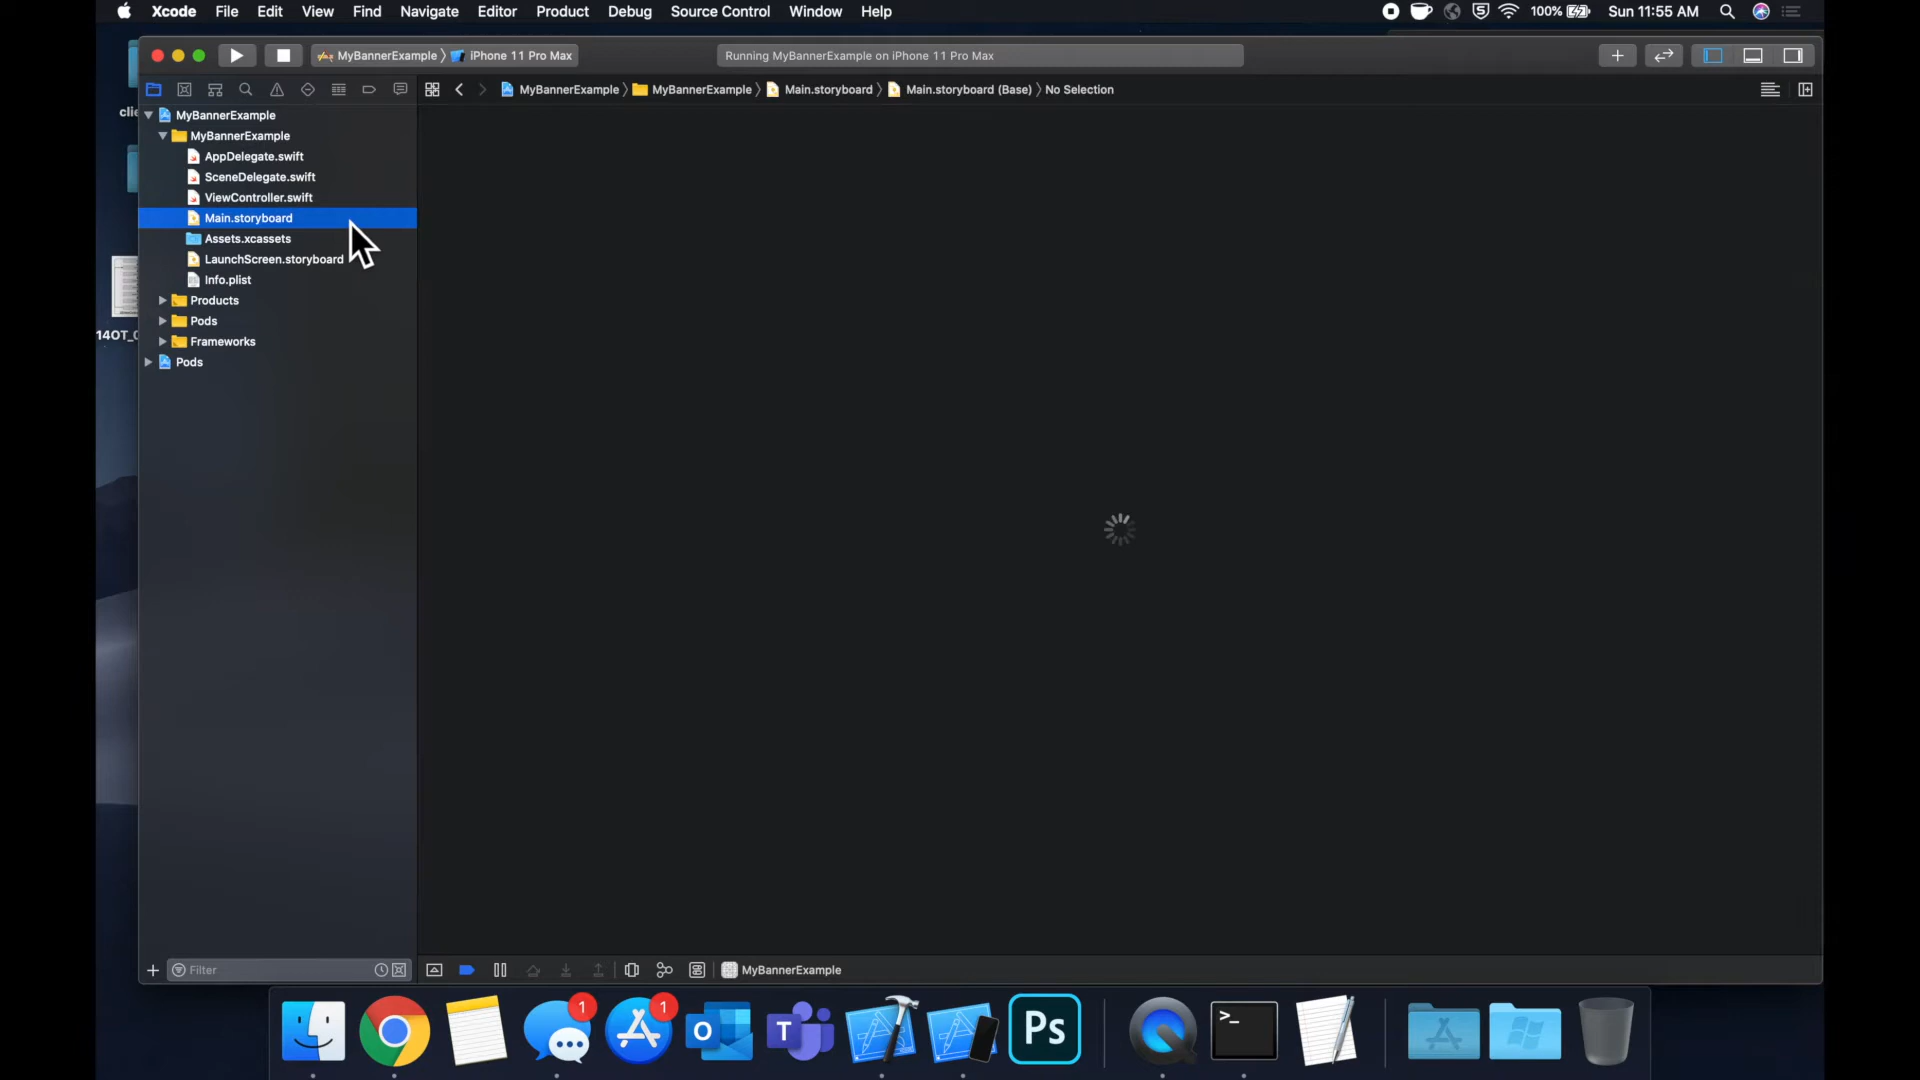 Xcode File Edit View Find Navigate Editor Product Debug Source Control Window Help 100% Sun 11:55 AM
MyBannerExample iPhone 11 Pro Max Running MyBannerExample on iPhone 11 Pro Max
MyBannerExample MyBannerExample Main.storyboard Main.storyboard (Base) No Selection
MyBannerExample
MyBannerExample
AppDelegate.swift
SceneDelegate.swift
ViewController.swift
Main.storyboard
Assets.xcassets
LaunchScreen.storyboard
Info.plist
Products
Pods
Frameworks
Pods
Filter
MyBannerExample
1
1
Ps